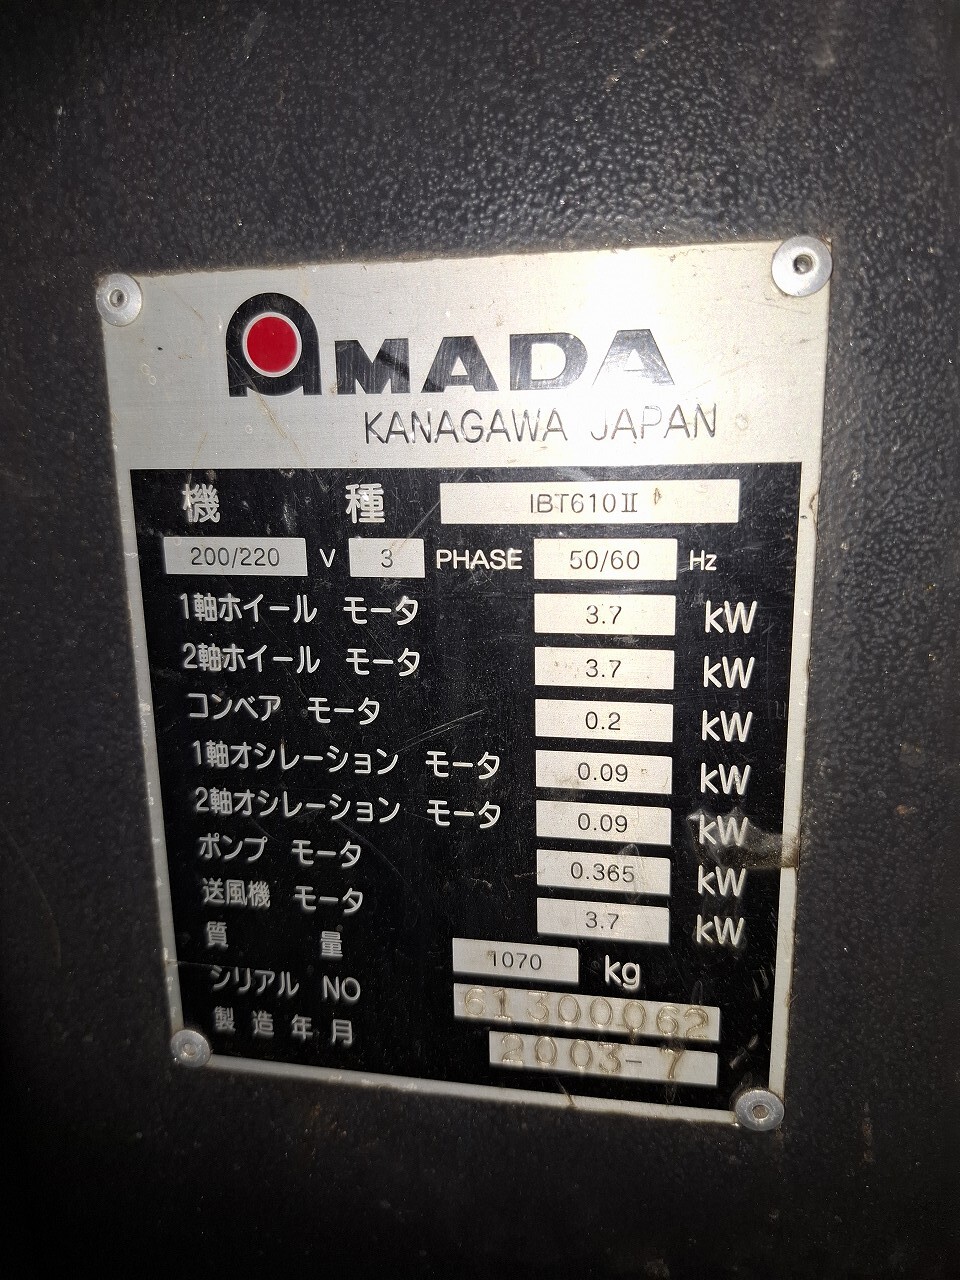 AMADA
KANAGAWA JAPAN
機 種 IBT610Ⅱ
200/220 V 3 PHASE 50/60 Hz
1軸ホイール モータ 3.7 kW
2軸ホイール モータ 3.7 kW
コンベア モータ 0.2 kW
1軸オシレーション モータ 0.09 kW
2軸オシレーション モータ 0.09 kW
ポンプ モータ 0.365 kW
送風機 モータ 3.7 kW
質 量 1070 kg
シリアル NO 61300062
製造年月 2003-7